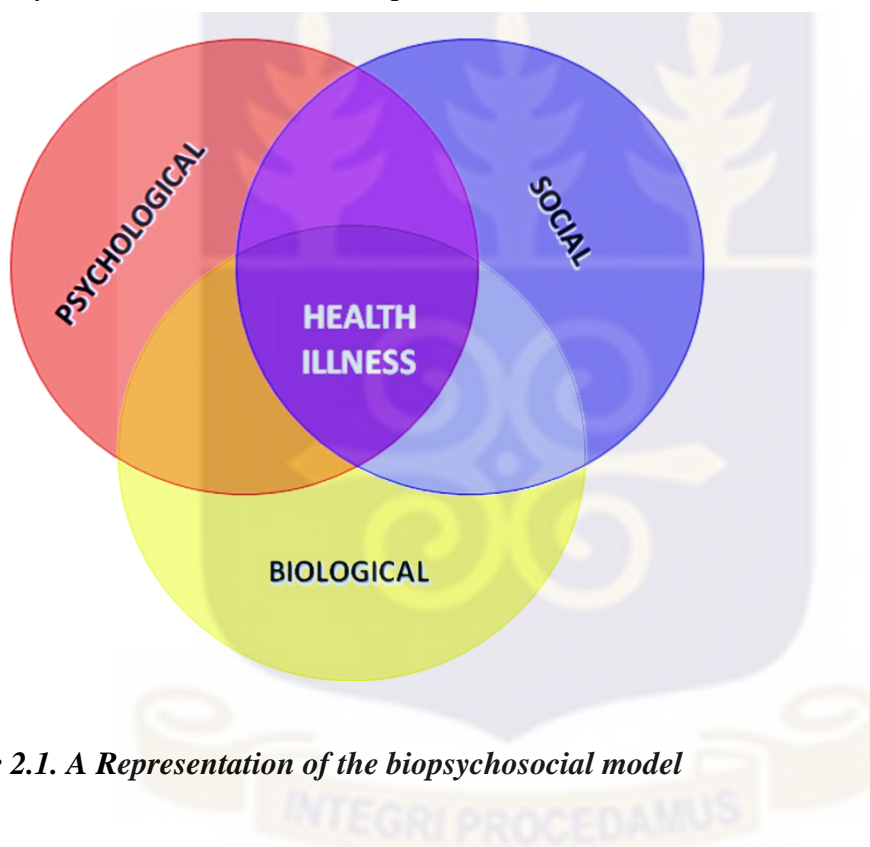 PSYCHOLOGICAL
SOCIAL
HEALTH
ILLNESS
BIOLOGICAL
2.1. A Representation of the biopsychosocial model
INTEGRI PROCEDAMUS